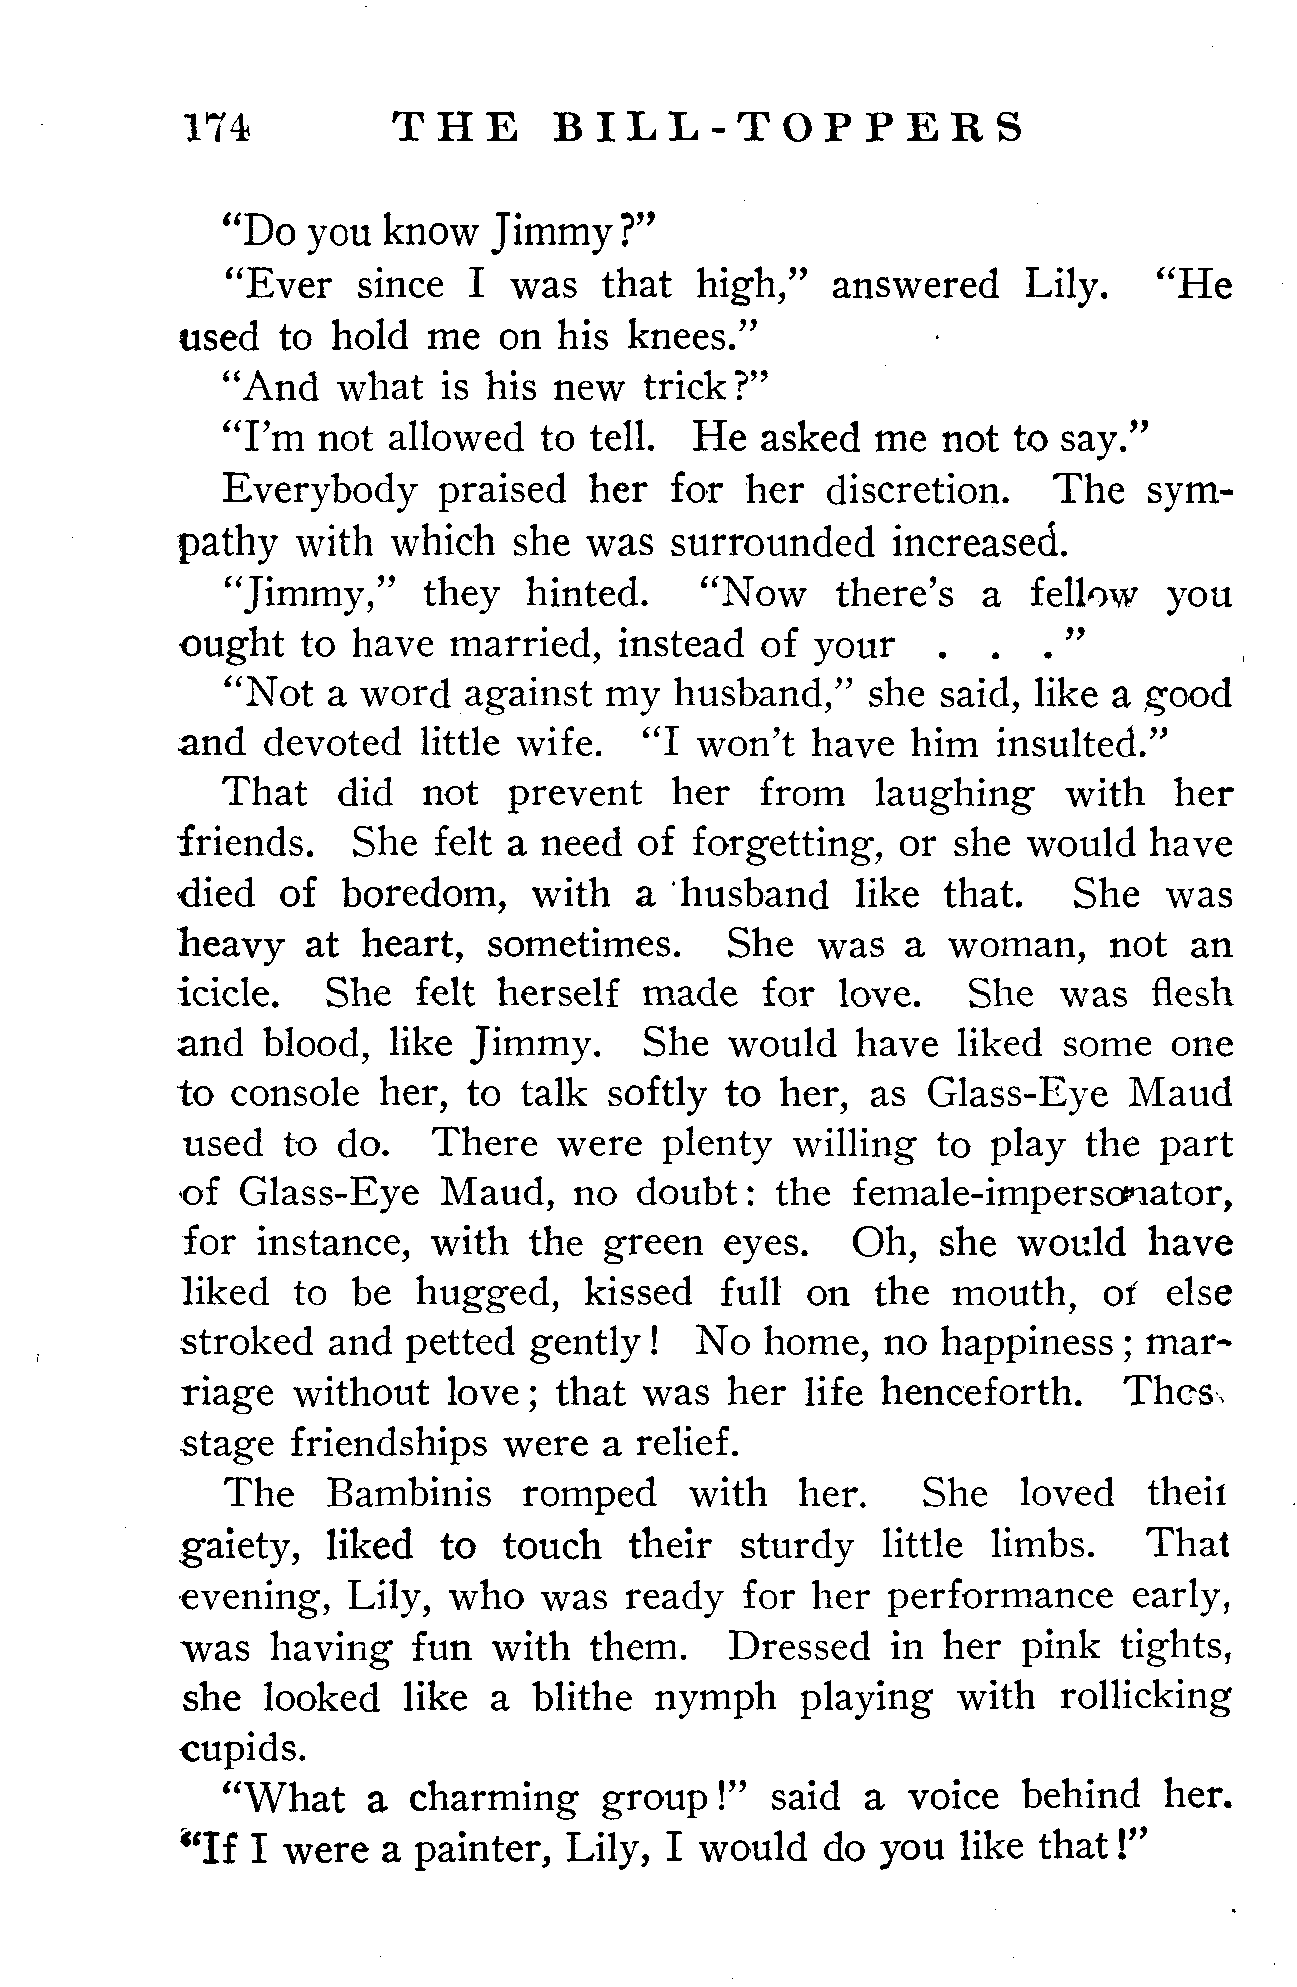 174 THE BILL-TOPPERS
“Do you know Jimmy?”
“Ever since I was that high,” answered Lily. “He
used to hold me on his knees.”
“And what is his new trick?”
“I’m not allowed to tell. He asked me not to say.”
Everybody praised her for her discretion. The sym-
pathy with which she was surrounded increased.
“Jimmy,” they hinted. “Now there’s a fellow you
ought to have married, instead of your . . .”
“Not a word against my husband,” she said, like a good
and devoted little wife. “I won’t have him insulted.”
That did not prevent her from laughing with her
friends. She felt a need of forgetting, or she would have
died of boredom, with a husband like that. She was
heavy at heart, sometimes. She was a woman, not an
icicle. She felt herself made for love. She was flesh
and blood, like Jimmy. She would have liked some one
to console her, to talk softly to her, as Glass-Eye Maud
used to do. There were plenty willing to play the part
of Glass-Eye Maud, no doubt: the female-impersonator,
for instance, with the green eyes. Oh, she would have
liked to be hugged, kissed full on the mouth, or else
stroked and petted gently! No home, no happiness; mar-
riage without love; that was her life henceforth. Thes
stage friendships were a relief.
The Bambinis romped with her. She loved their
gaiety, liked to touch their sturdy little limbs. That
evening, Lily, who was ready for her performance early,
was having fun with them. Dressed in her pink tights,
she looked like a blithe nymph playing with rollicking
cupids.
“What a charming group!” said a voice behind her.
“If I were a painter, Lily, I would do you like that!”